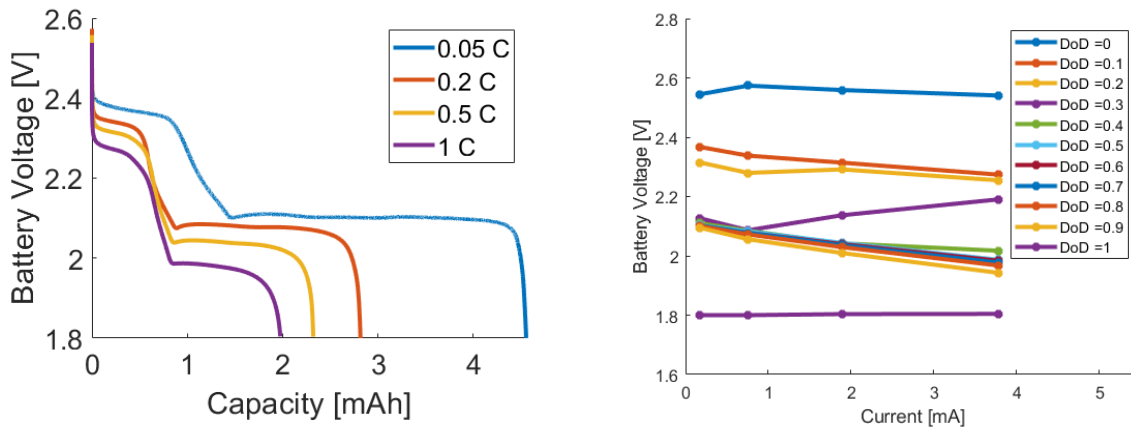 2.6
2.4
2.2
2
1.8
Battery Voltage [V]
0
1
2
3
4
Capacity [mAh]
0.05 C
0.2 C
0.5 C
1 C
2.8
2.6
2.4
2.2
2
1.8
1.6
Battery Voltage [V]
0
1
2
3
4
5
Current [mA]
DoD =0
DoD =0.1
DoD =0.2
DoD =0.3
DoD =0.4
DoD =0.5
DoD =0.6
DoD =0.7
DoD =0.8
DoD =0.9
DoD =1